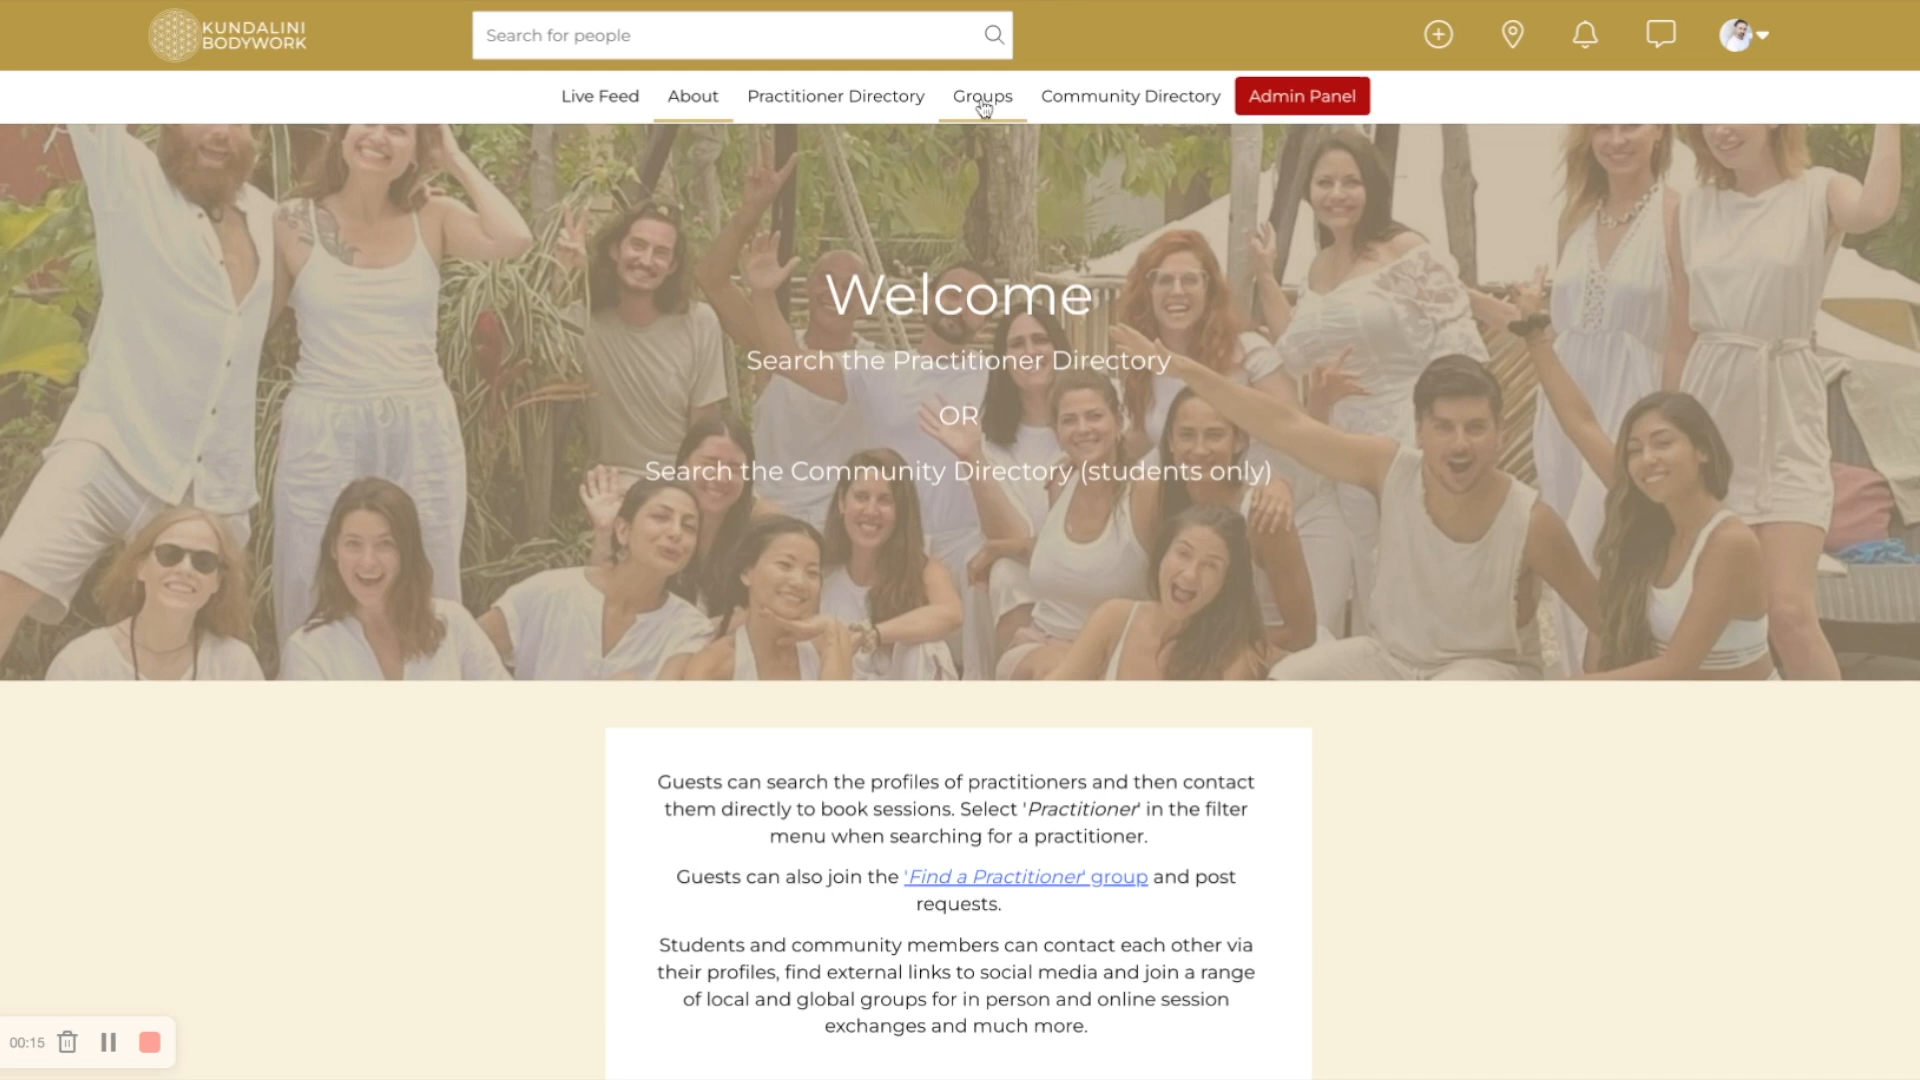 KUNDALINI
BODYWORK
Search for people
Live Feed About Practitioner Directory Groups Community Directory Admin Panel
Welcome
Search the Practitioner Directory
OR
Search the Community Directory (students only)
Guests can search the profiles of practitioners and then contact
them directly to book sessions. Select 'Practitioner' in the filter
menu when searching for a practitioner.
Guests can also join the 'Find a Practitioner' group and post
requests.
Students and community members can contact each other via
their profiles, find external links to social media and join a range
of local and global groups for in person and online session
exchanges and much more.
00:15